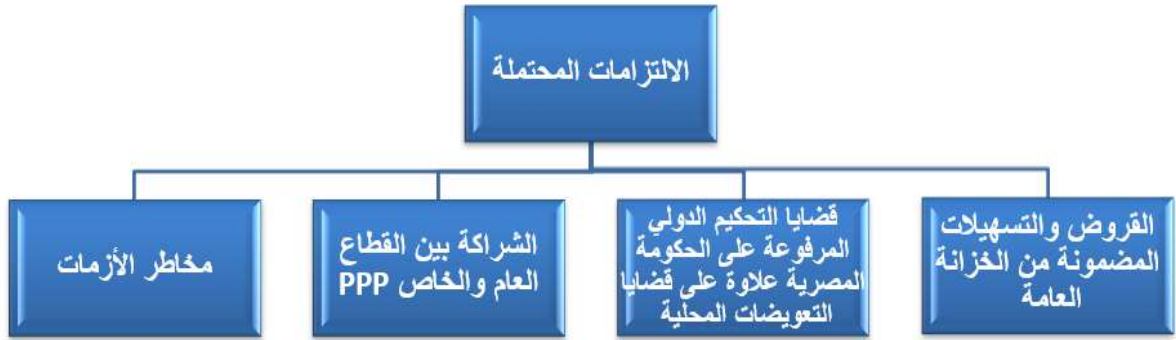 الالتزامات المحتملة
القروض والتسهيلات
المضمونة من الخزانة
العامة
قضايا التحكيم الدولي
المرفوعة على الحكومة
المصرية علاوة على قضايا
التعويضات المحلية
الشراكة بين القطاع
العام والخاص PPP
مخاطر الأزمات